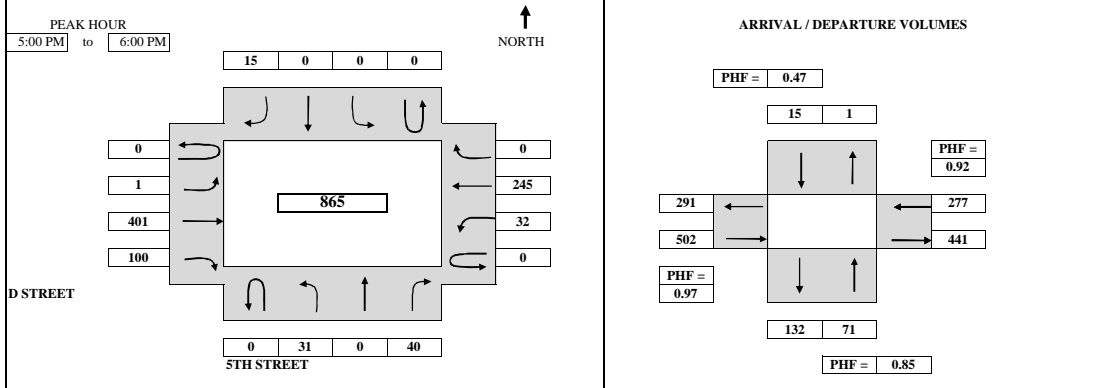 PEAK HOUR
5:00 PM to 6:00 PM
NORTH
15 0 0 0
0 0
1 245
865
401 32
100 0
D STREET
0 31 0 40
5TH STREET
ARRIVAL / DEPARTURE VOLUMES
PHF = 0.47
15 1
PHF =
0.92
291 277
502 441
PHF =
0.97
132 71
PHF = 0.85